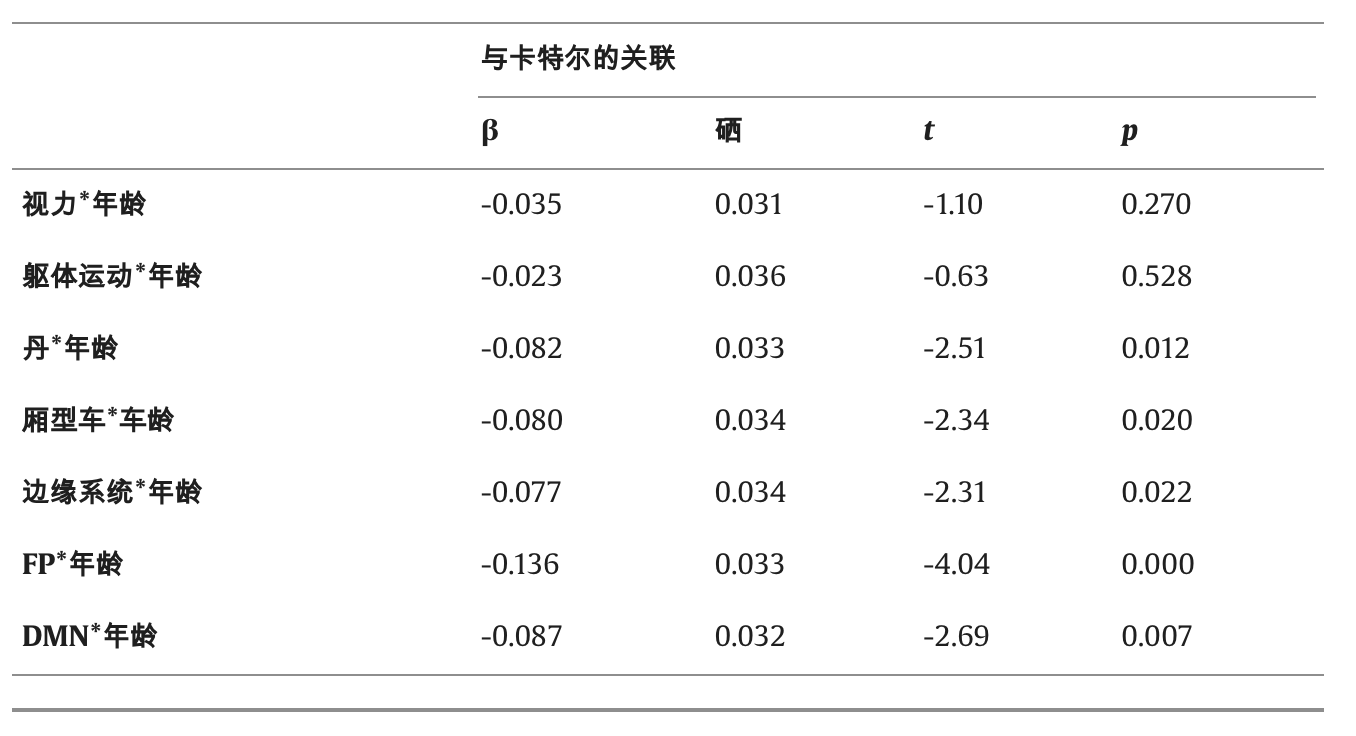 与卡特尔的关联
β 硒 t p
视力*年龄 -0.035 0.031 -1.10 0.270
躯体运动*年龄 -0.023 0.036 -0.63 0.528
丹*年龄 -0.082 0.033 -2.51 0.012
厢型车*车龄 -0.080 0.034 -2.34 0.020
边缘系统*年龄 -0.077 0.034 -2.31 0.022
FP*年龄 -0.136 0.033 -4.04 0.000
DMN*年龄 -0.087 0.032 -2.69 0.007